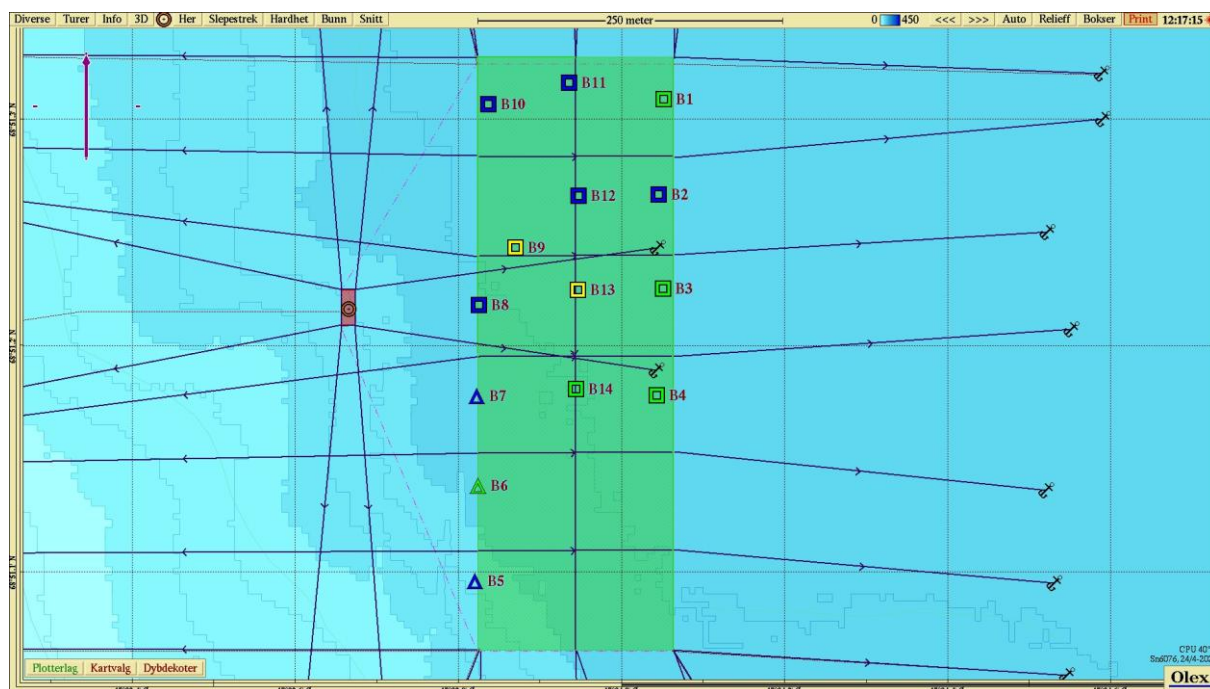 Diverse Turer Info 3D Her Slepestrek Hardhet Bunn Snitt 250 meter 0 450 <<< >>> Auto Relieff Bokser Print 12:17:15
B11
B10
B1
B12
B2
B9
B13
B3
B8
B14
B7
B4
B6
B5
Plotterlag Kartvalg Dybdekoter
Olex